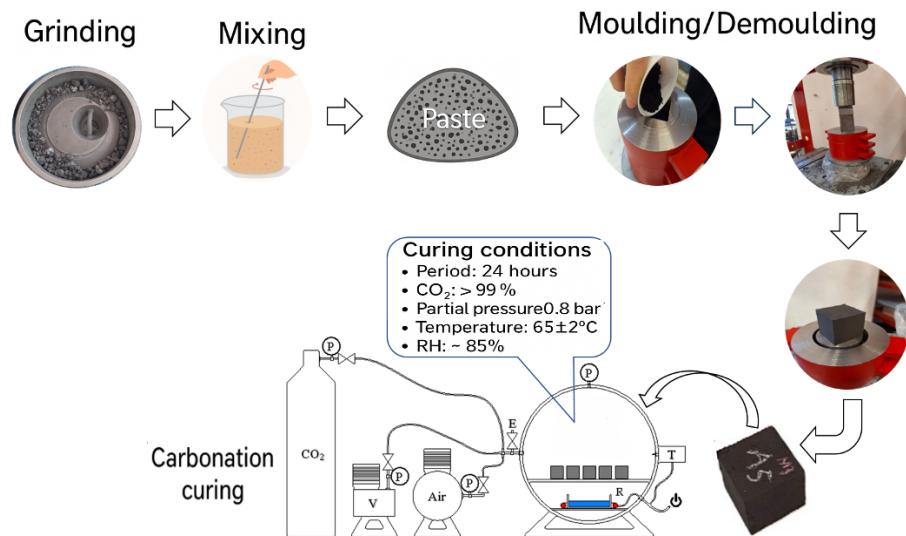 Grinding
Mixing
Moulding/Demoulding
Paste
Curing conditions
• Period: 24 hours
• CO₂: > 99 %
• Partial pressure0.8 bar
• Temperature: 65±2ºC
• RH: ~ 85%
P
P
E
T
Carbonation
curing
CO₂
P
V
Air
P
R
A5